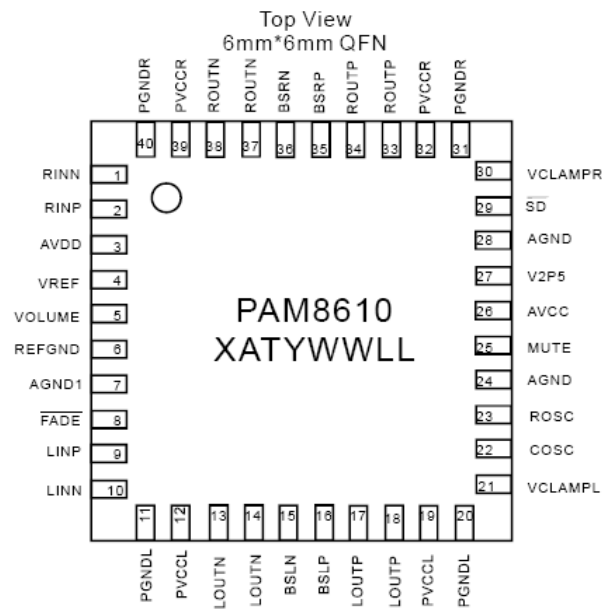 Top View
6mm*6mm QFN
PGNDR PVCCR ROUTN ROUTN BSRN BSRP ROUTP ROUTP PVCCR PGNDR
40 39 38 37 36 35 34 33 32 31
RINN 1
RINP 2
AVDD 3
VREF 4
VOLUME 5
REFGND 6
AGND1 7
FADE 8
LINP 9
LINN 10
PAM8610
XATYWWLL
30 VCLAMPR
29 SD
28 AGND
27 V2P5
26 AVCC
25 MUTE
24 AGND
23 ROSC
22 COSC
21 VCLAMPL
11 12 13 14 15 16 17 18 19 20
PGNDL PVCCL LOUTN LOUTN BSLN BSLP LOUTP LOUTP PVCCL PGNDL